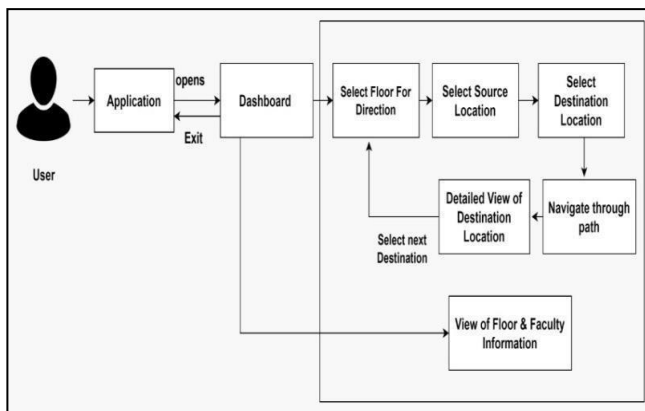 User
Application
opens
Exit
Dashboard
Select Floor For
Direction
Select Source
Location
Select
Destination
Location
Navigate through
path
Detailed View of
Destination
Location
Select next
Destination
View of Floor & Faculty
Information